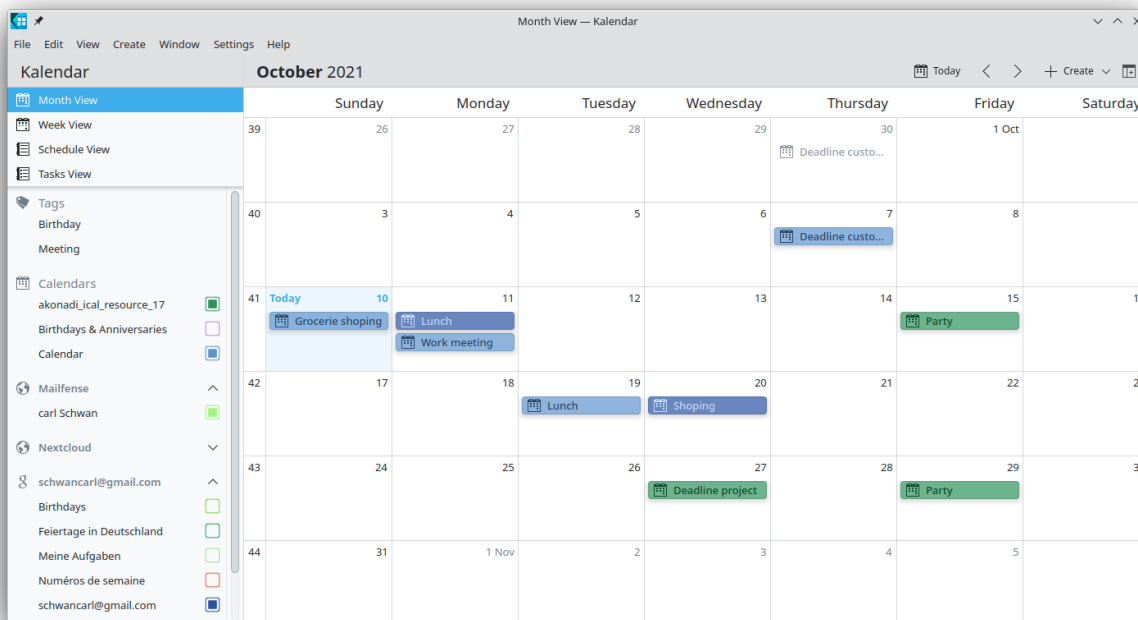 Month View — Kalendar
File Edit View Create Window Settings Help
Kalendar
October 2021
Today
Create
Month View
Week View
Schedule View
Tasks View
Tags
Birthday
Meeting
Calendars
akonadi_ical_resource_17
Birthdays & Anniversaries
Calendar
Mailfense
carl Schwan
Nextcloud
schwancarl@gmail.com
Birthdays
Feiertage in Deutschland
Meine Aufgaben
Numéros de semaine
schwancarl@gmail.com
Sunday Monday Tuesday Wednesday Thursday Friday Saturday
39 26 27 28 29 30 1 Oct
Deadline custo...
40 3 4 5 6 7 8
Deadline custo...
41 Today 10 11 12 13 14 15
Grocerie shoping Lunch Party
Work meeting
42 17 18 19 20 21 22
Lunch Shoping
43 24 25 26 27 28 29
Deadline project Party
44 31 1 Nov 2 3 4 5